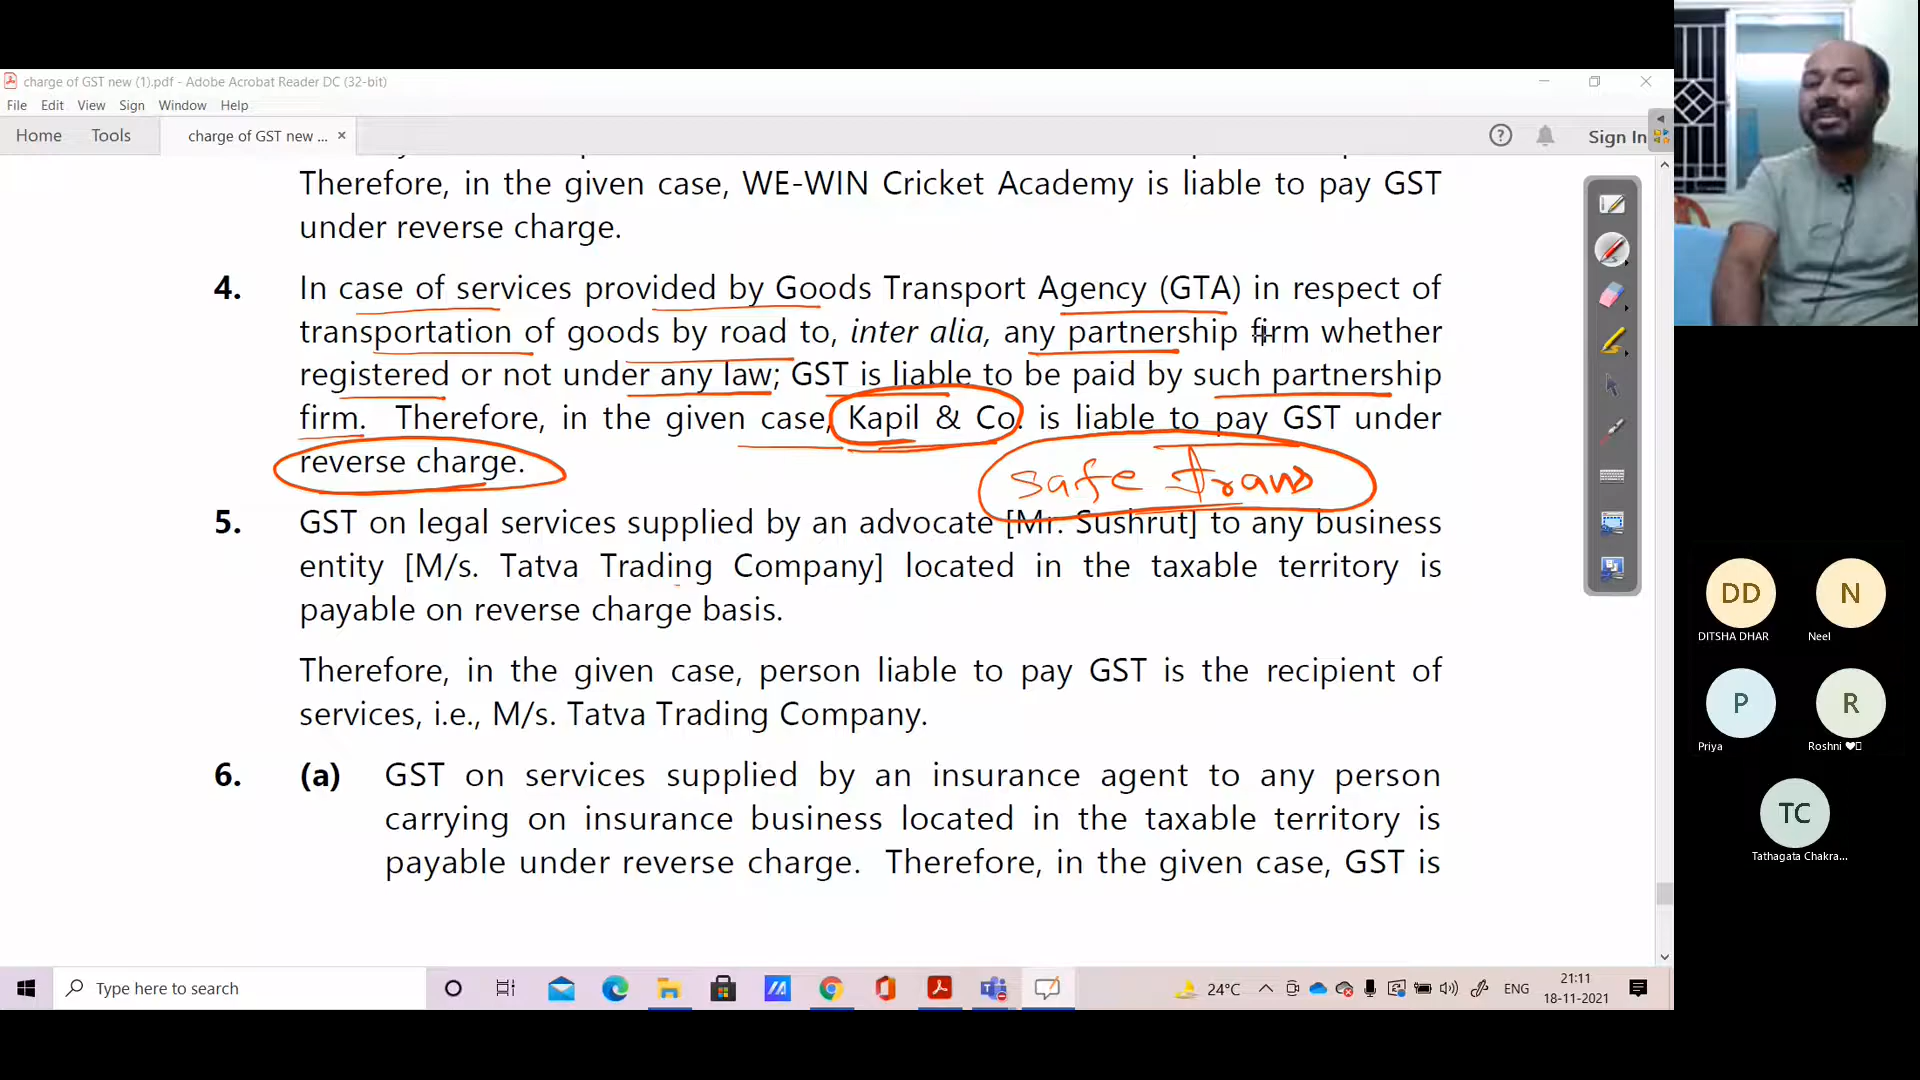 charge of GST new (1).pdf - Adobe Acrobat Reader DC (32-bit)
File Edit View Sign Window Help
Home Tools charge of GST new ... × Sign In
Therefore, in the given case, WE-WIN Cricket Academy is liable to pay GST
under reverse charge.
4. In case of services provided by Goods Transport Agency (GTA) in respect of
transportation of goods by road to, inter alia, any partnership firm whether
registered or not under any law; GST is liable to be paid by such partnership
firm. Therefore, in the given case, Kapil & Co. is liable to pay GST under
reverse charge.
safe trans
5. GST on legal services supplied by an advocate [Mr. Sushrut] to any business
entity [M/s. Tatva Trading Company] located in the taxable territory is
payable on reverse charge basis.
Therefore, in the given case, person liable to pay GST is the recipient of
services, i.e., M/s. Tatva Trading Company.
6. (a) GST on services supplied by an insurance agent to any person
carrying on insurance business located in the taxable territory is
payable under reverse charge. Therefore, in the given case, GST is
DD N
DITSHA DHAR Neel
P R
Priya Roshni
TC
Tathagata Chakra...
Type here to search
24°C
ENG
21:11
18-11-2021